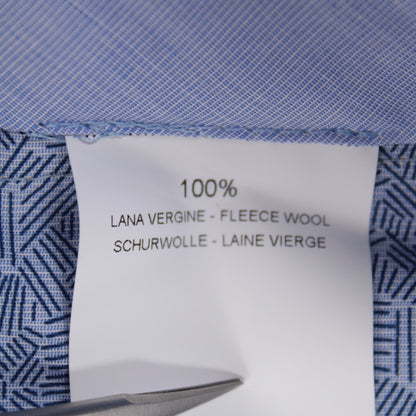 100%
LANA VERGINE - FLEECE WOOL
SCHURWOLLE - LAINE VIERGE